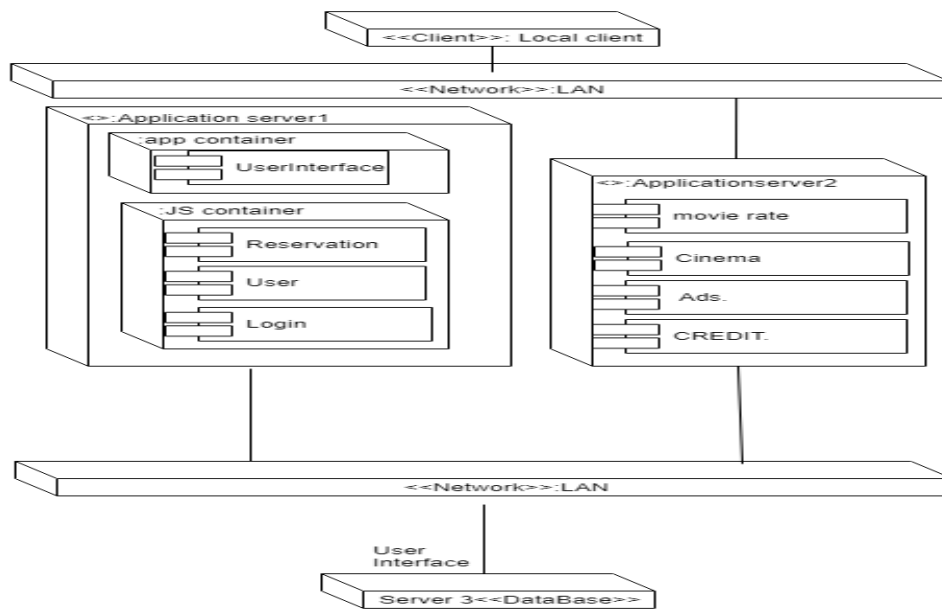 <<Client>>: Local client
<<Network>>:LAN
<>:Application server1
:app container
UserInterface
:JS container
Reservation
User
Login
<>:Applicationserver2
movie rate
Cinema
Ads.
CREDIT.
<<Network>>:LAN
User
Interface
Server 3<<DataBase>>